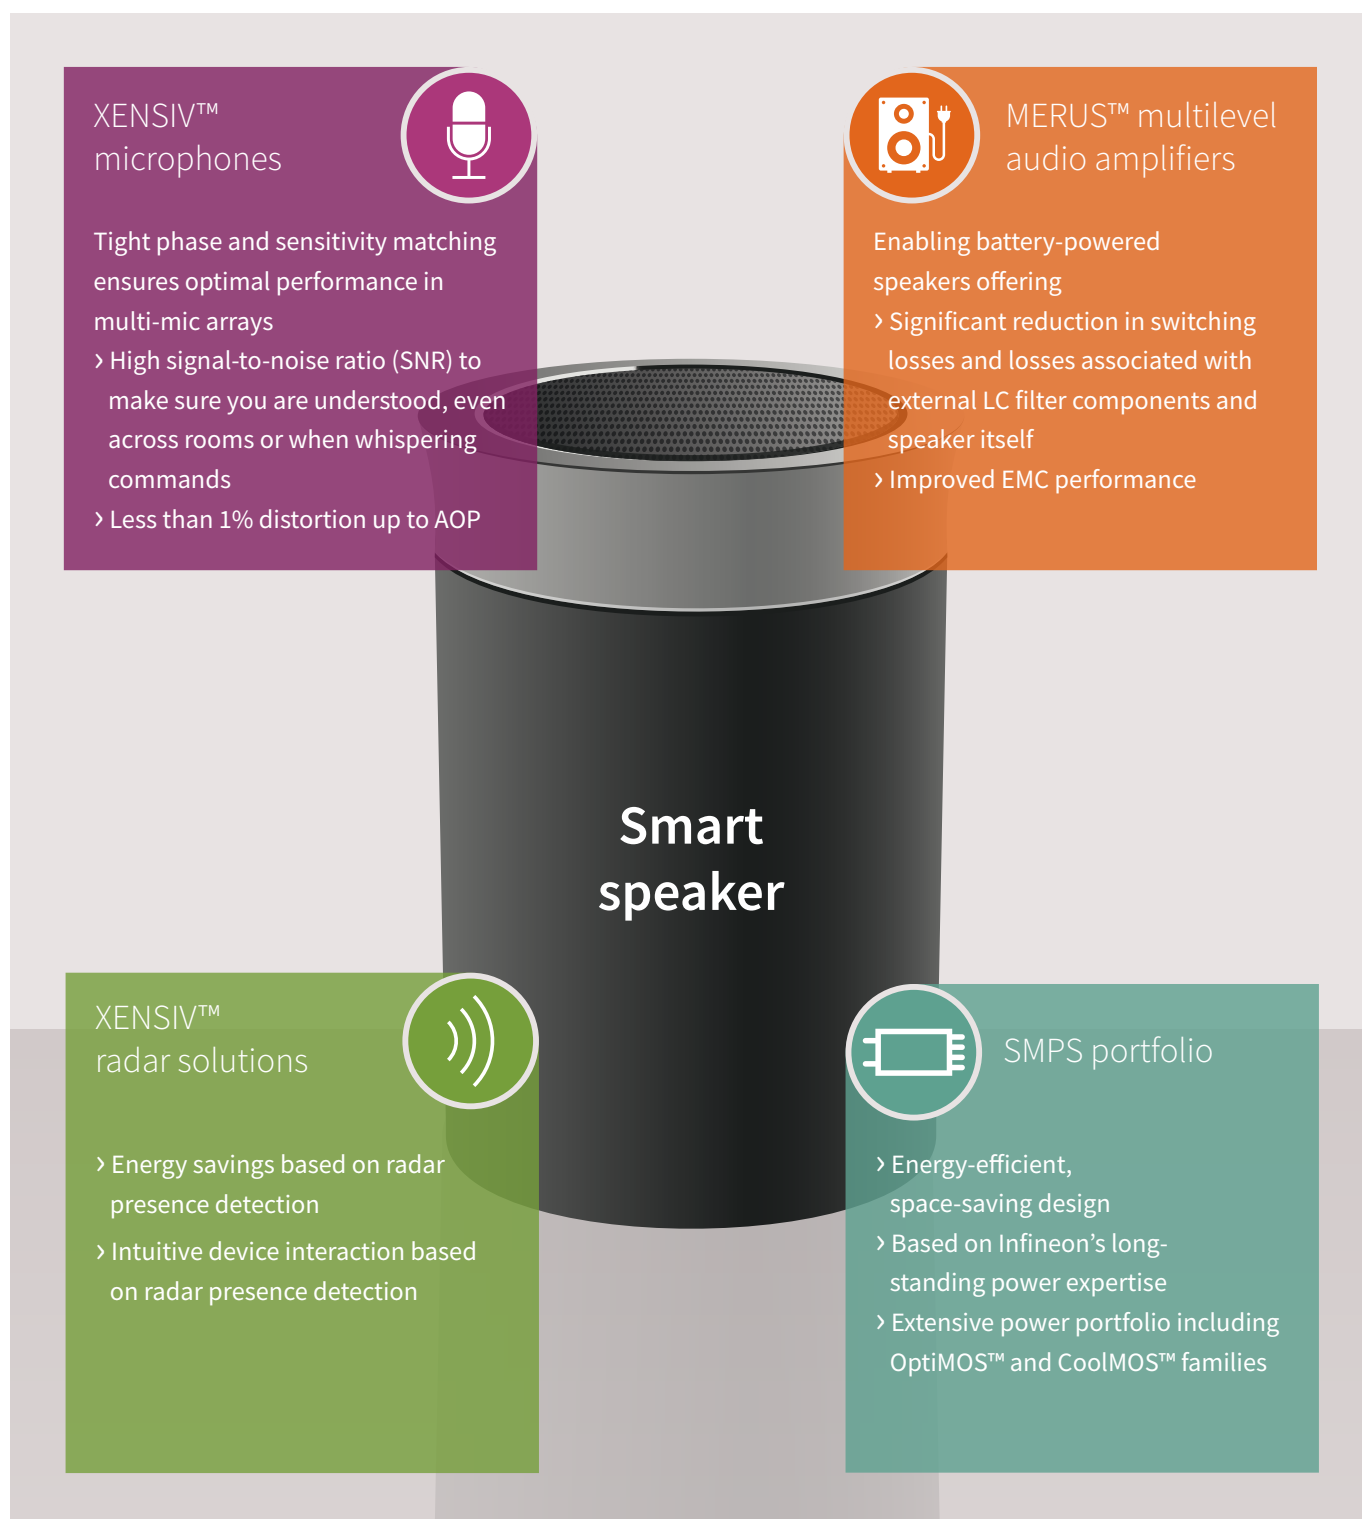 XENSIV™
microphones
Tight phase and sensitivity matching
ensures optimal performance in
multi-mic arrays
› High signal-to-noise ratio (SNR) to
make sure you are understood, even
across rooms or when whispering
commands
› Less than 1% distortion up to AOP
MERUS™ multilevel
audio amplifiers
Enabling battery-powered
speakers offering
› Significant reduction in switching
losses and losses associated with
external LC filter components and
speaker itself
› Improved EMC performance
Smart
speaker
XENSIV™
radar solutions
› Energy savings based on radar
presence detection
› Intuitive device interaction based
on radar presence detection
SMPS portfolio
› Energy-efficient,
space-saving design
› Based on Infineon’s long-
standing power expertise
› Extensive power portfolio including
OptiMOS™ and CoolMOS™ families